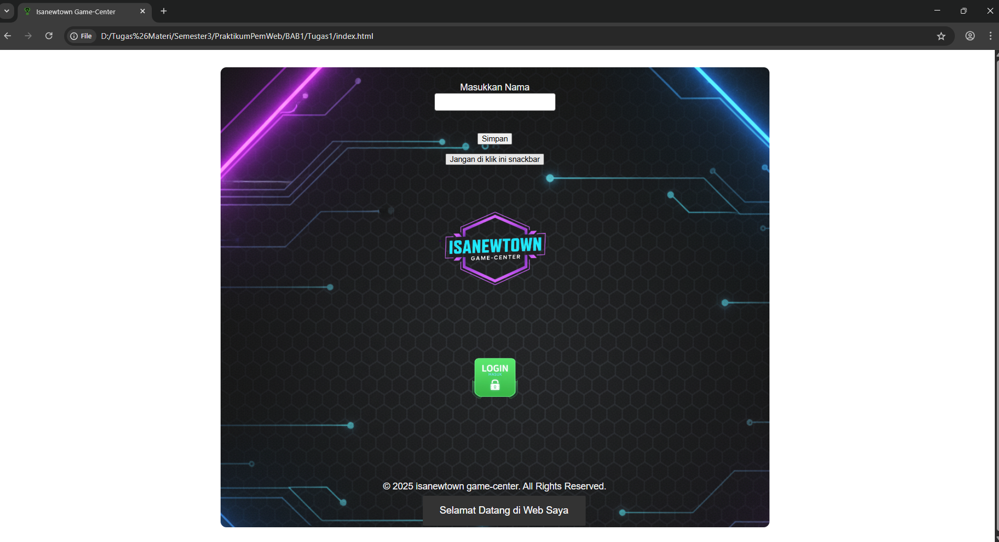 Isanewtown Game-Center
File
D:/Tugas%26Materi/Semester3/PraktikumPemWeb/BAB1/Tugas1/index.html
Masukkan Nama
Simpan
Jangan di klik ini snackbar
ISANEWTOWN
GAME-CENTER
LOGIN
MASUK
© 2025 isanewtown game-center. All Rights Reserved.
Selamat Datang di Web Saya